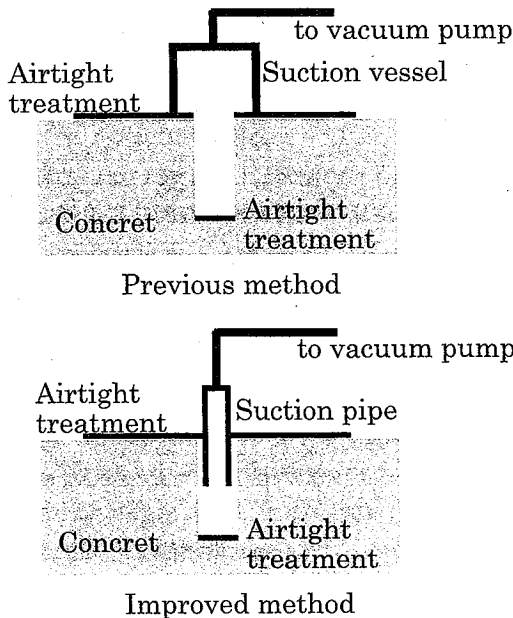 to vacuum pump
Airtight
treatment
Suction vessel
Concret
Airtight
treatment
Previous method
to vacuum pump
Airtight
treatment
Suction pipe
Concret
Airtight
treatment
Improved method